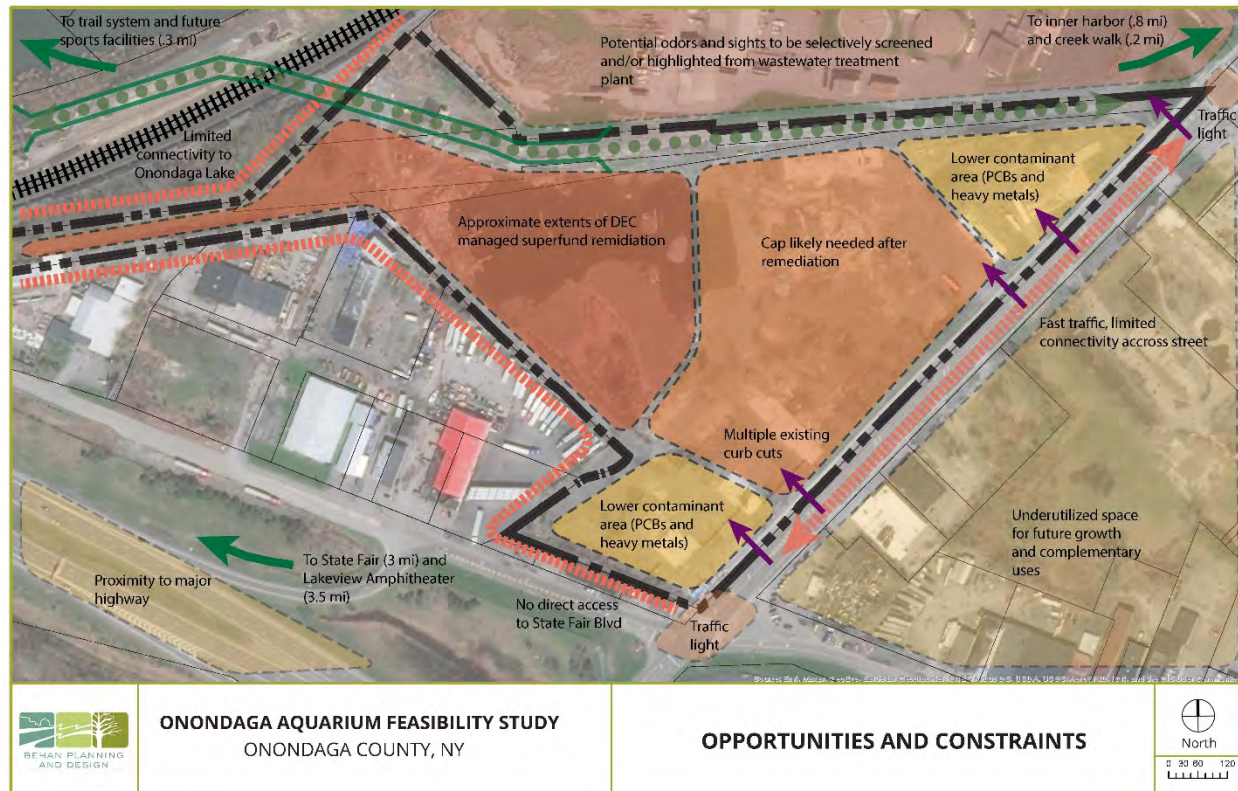 To trail system and future
sports facilities (.3 mi)
Potential odors and sights to be selectively screened
and/or highlighted from wastewater treatment
plant
To inner harbor (.8 mi)
and creek walk (.2 mi)
Traffic
light
Limited
connectivity to
Onondaga Lake
Lower contaminant
area (PCBs and
heavy metals)
Approximate extents of DEC
managed superfund remidiation
Cap likely needed after
remediation
Fast traffic, limited
connectivity accross street
Multiple existing
curb cuts
Lower contaminant
area (PCBs and
heavy metals)
Underutilized space
for future growth
and complementary
uses
To State Fair (3 mi) and
Lakeview Amphitheater
(3.5 mi)
Proximity to major
highway
No direct access
to State Fair Blvd
Traffic
light
BEHAN PLANNING
AND DESIGN
ONONDAGA AQUARIUM FEASIBILITY STUDY
ONONDAGA COUNTY, NY
OPPORTUNITIES AND CONSTRAINTS
North
0 30 60 120